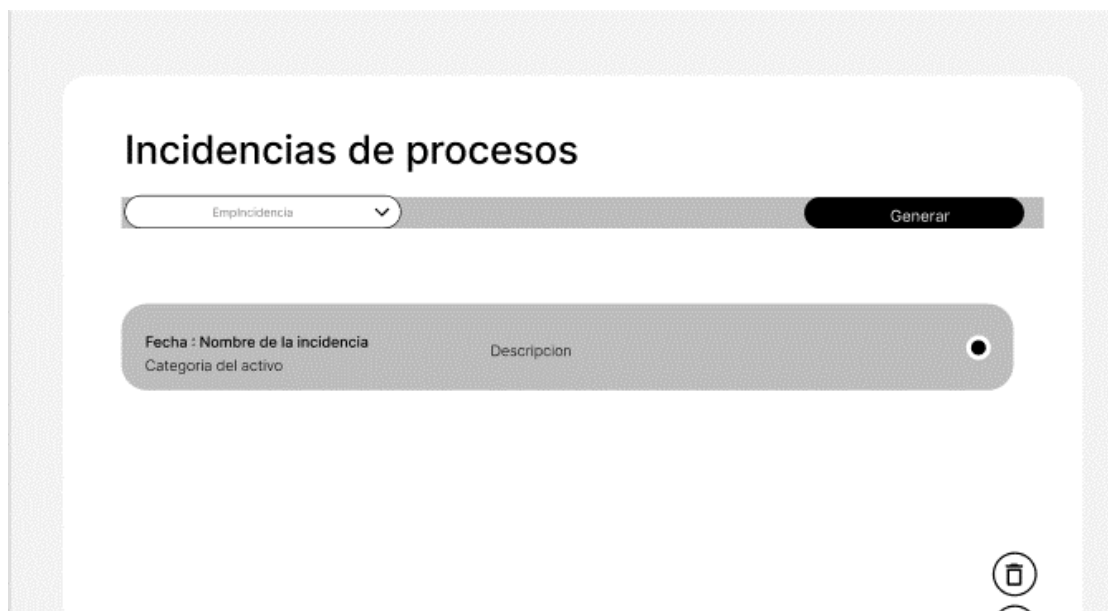 Incidencias de procesos
EmpIncidencia
Generar
Fecha : Nombre de la incidencia
Descripcion
Categoria del activo